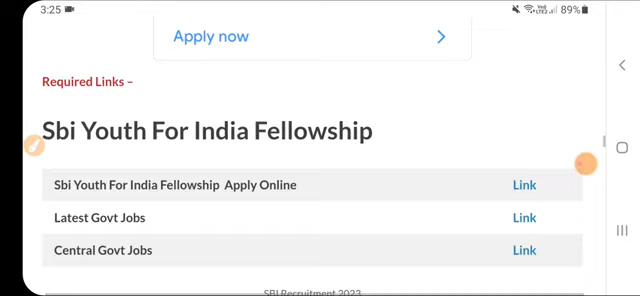 3:25 89%
Apply now
Required Links –
Sbi Youth For India Fellowship
Sbi Youth For India Fellowship Apply Online Link
Latest Govt Jobs Link
Central Govt Jobs Link
SBI Recruitment 2023